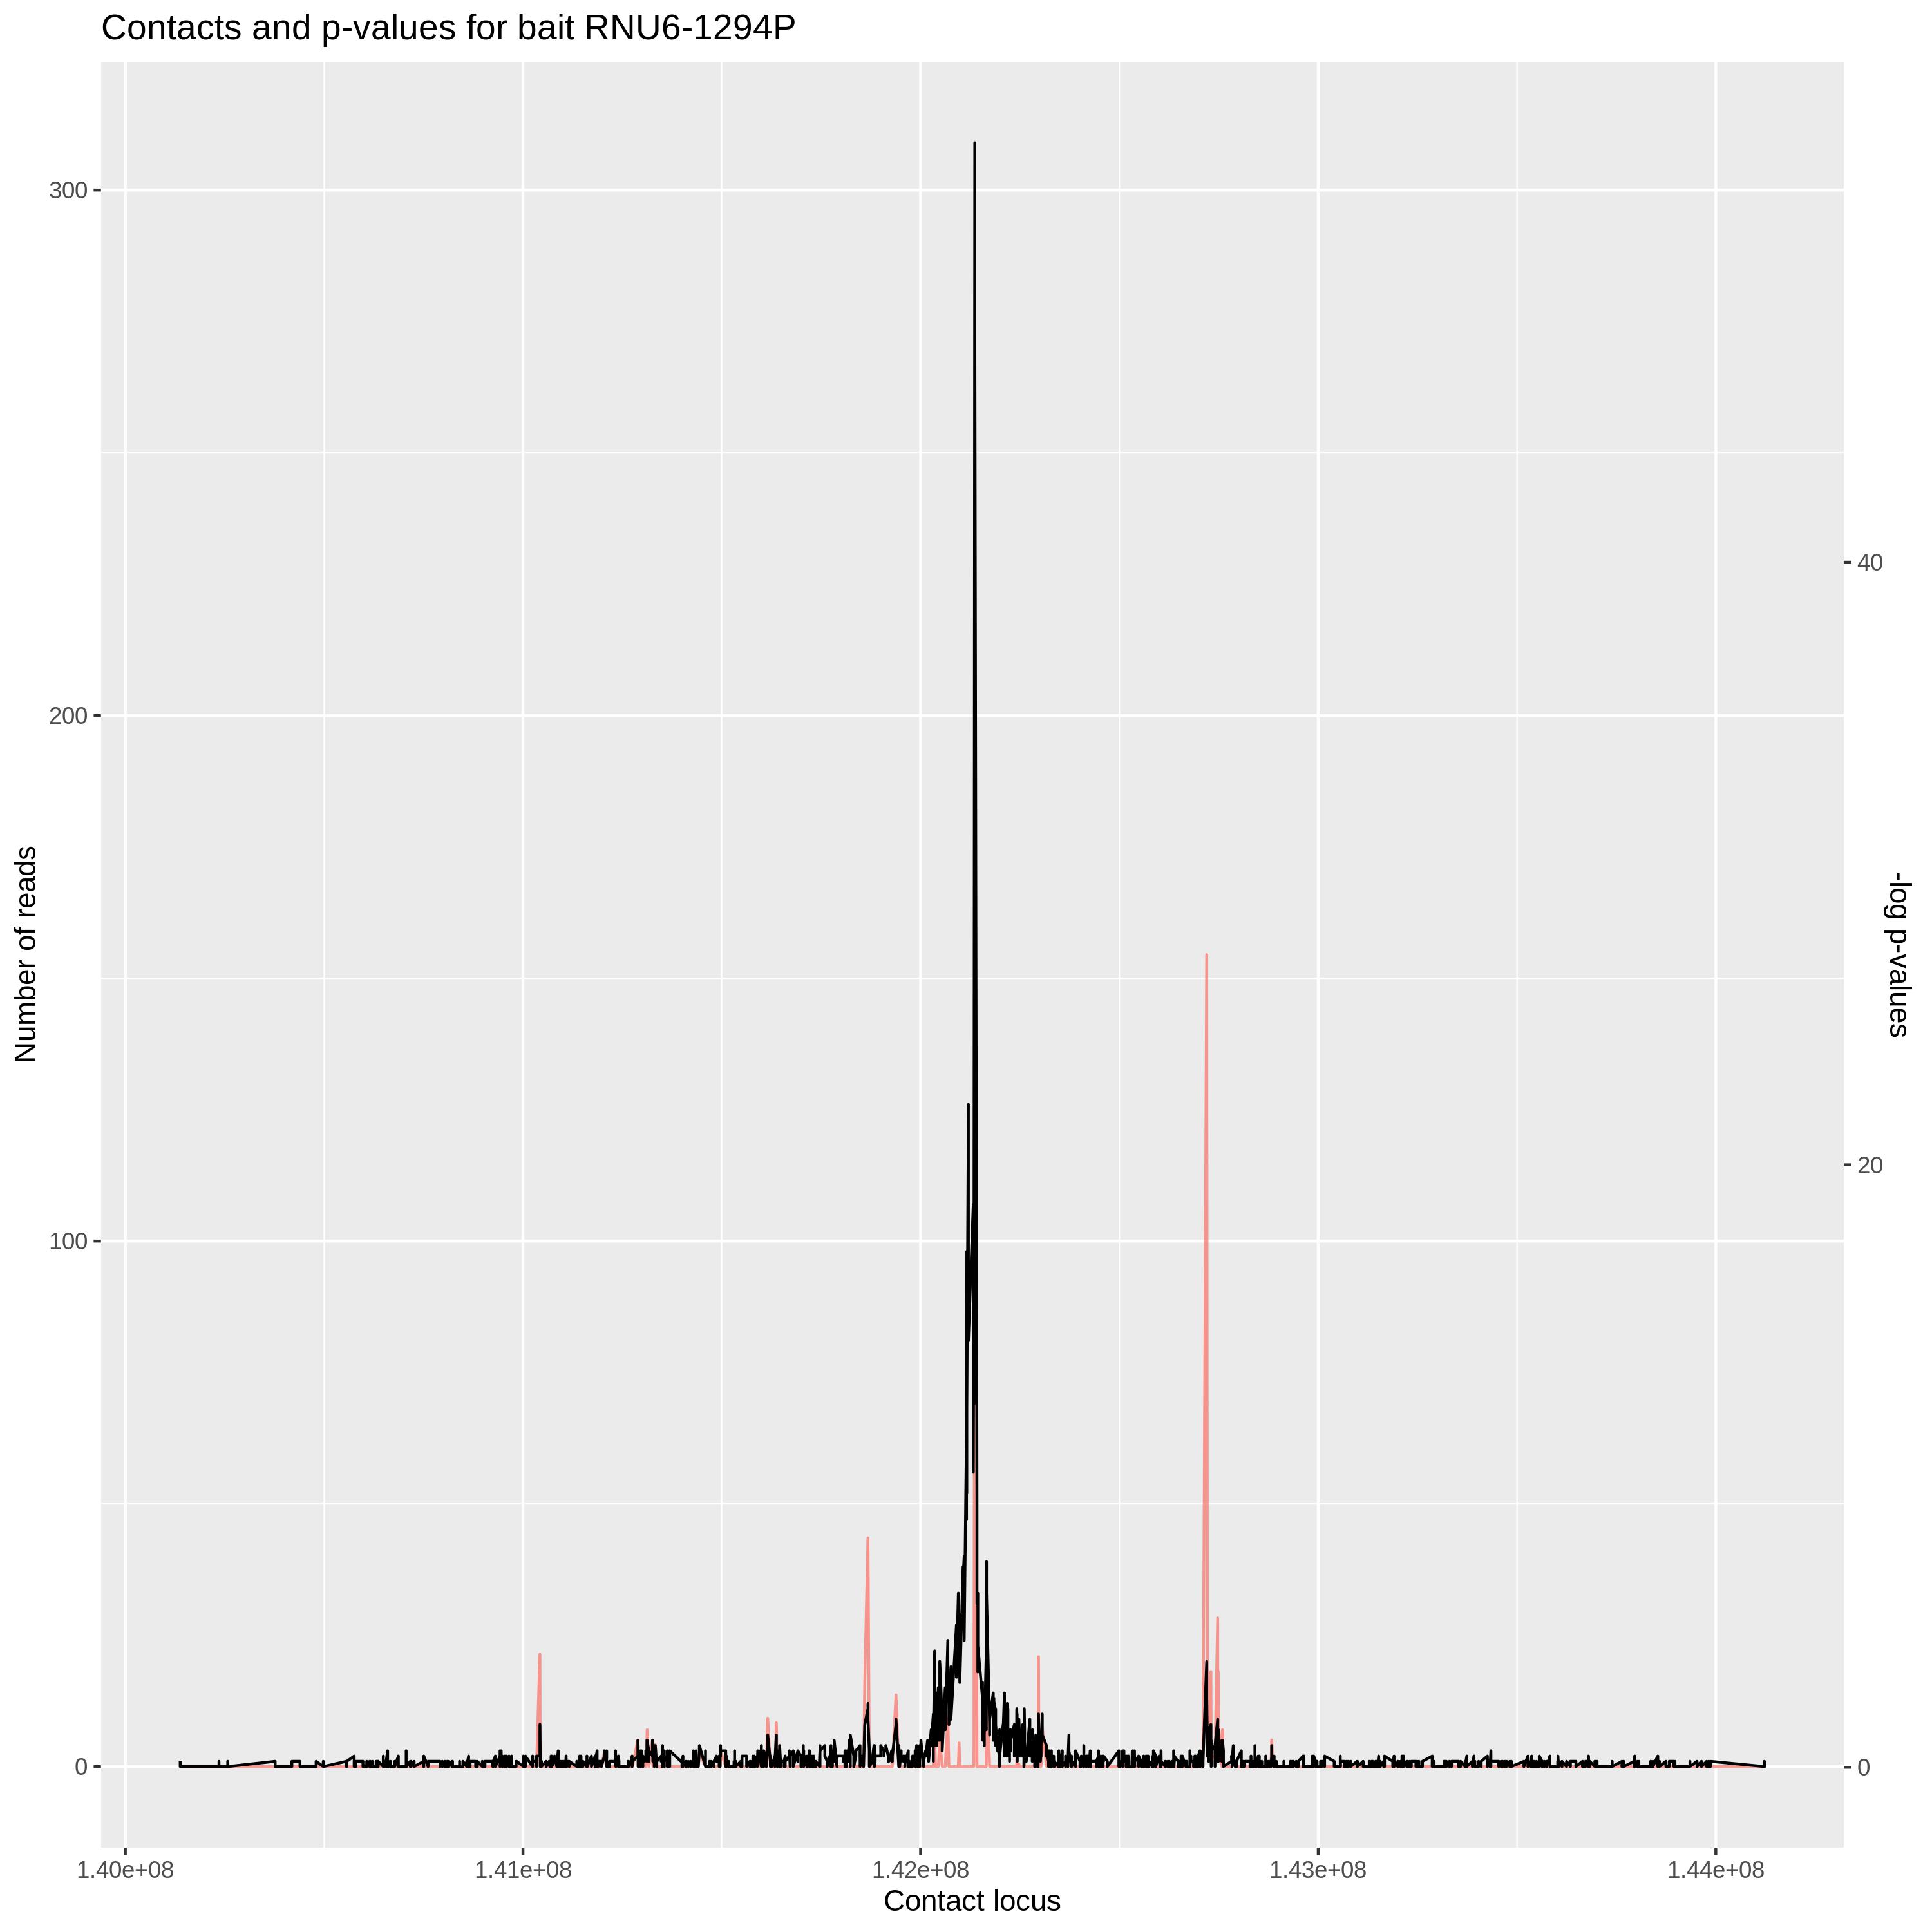 Contacts and p-values for bait RNU6-1294P
300
200
100
0
Number of reads
40
20
0
-log p-values
1.40e+08
1.41e+08
1.42e+08
1.43e+08
1.44e+08
Contact locus